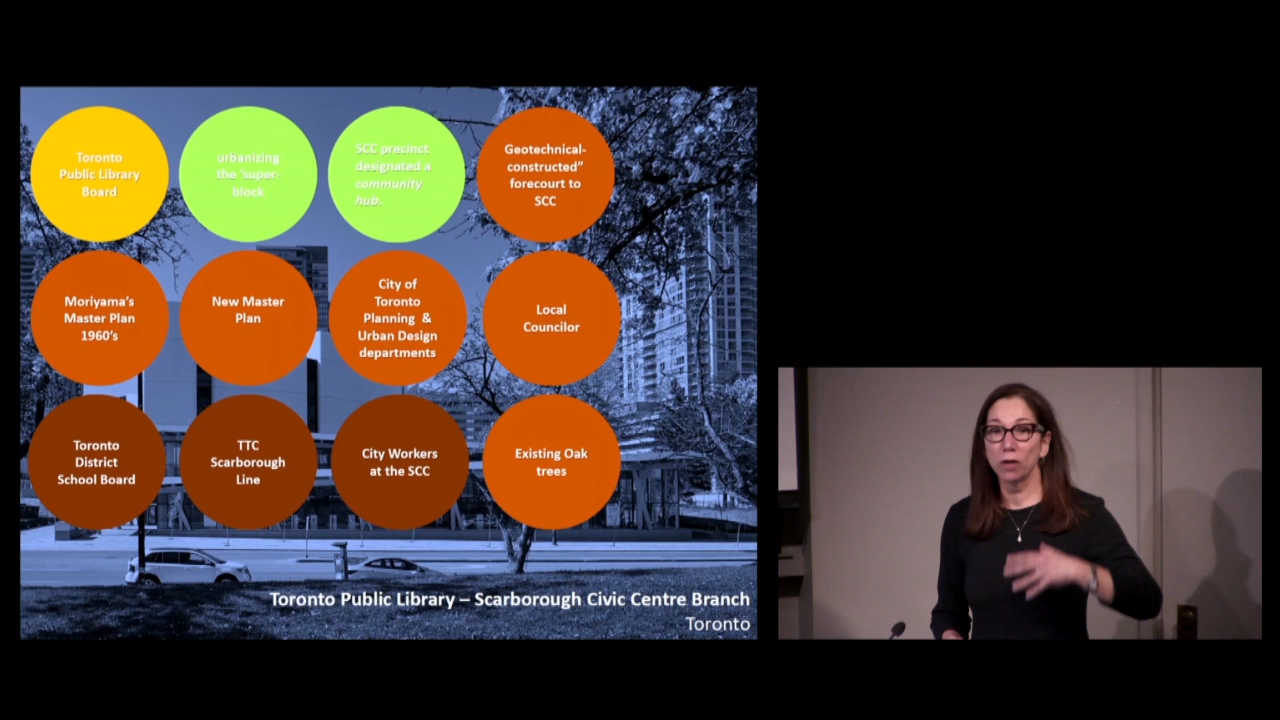 Toronto
Public Library
Board
urbanizing
the 'super-
block
SCC precinct
designated a
community
hub.
Geotechnical-
constructed”
forecourt to
SCC
Moriyama’s
Master Plan
1960’s
New Master
Plan
City of
Toronto
Planning &
Urban Design
departments
Local
Councilor
Toronto
District
School Board
TTC
Scarborough
Line
City Workers
at the SCC
Existing Oak
trees
Toronto Public Library – Scarborough Civic Centre Branch
Toronto